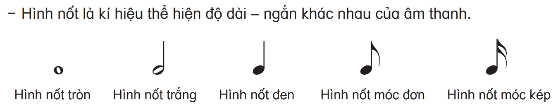 – Hình nốt là kí hiệu thể hiện độ dài – ngắn khác nhau của âm thanh.
Hình nốt tròn Hình nốt trắng Hình nốt đen Hình nốt móc đơn Hình nốt móc kép